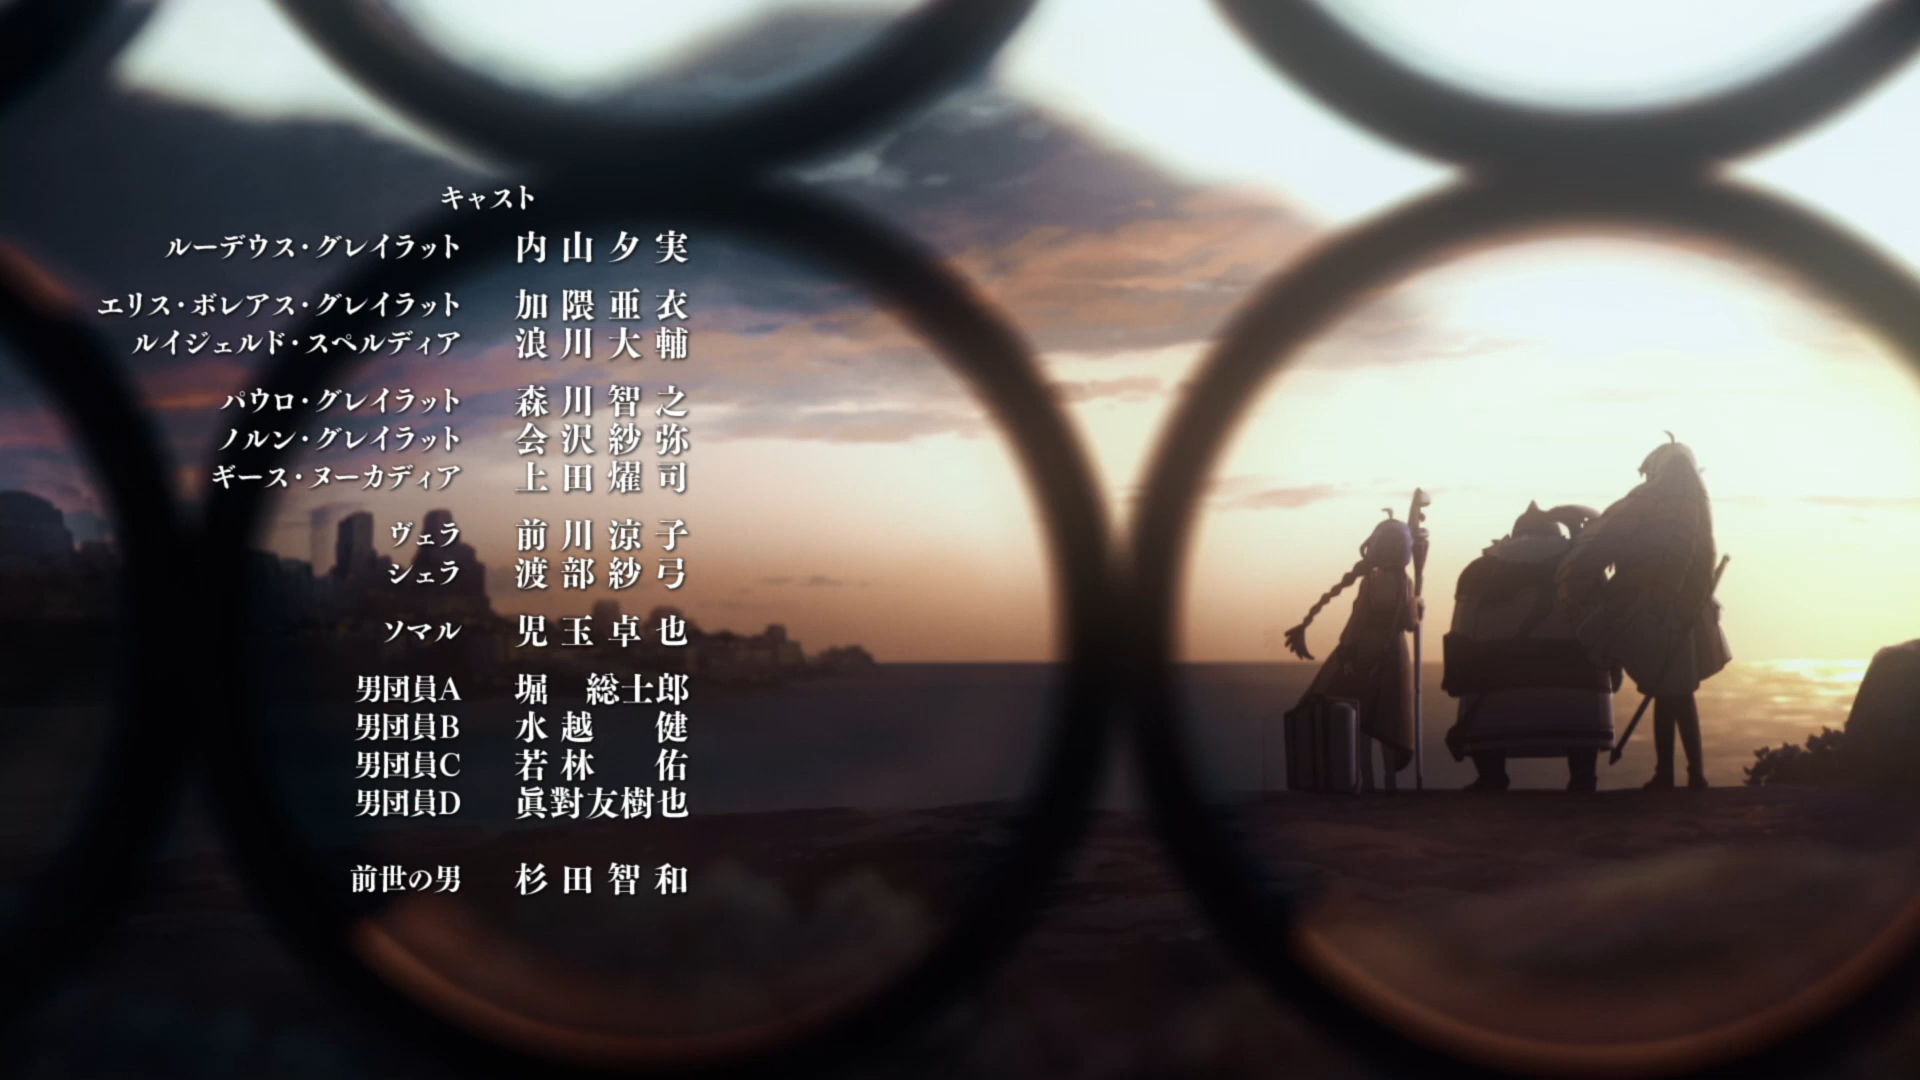 キャスト
ルーデウス・グレイラット 内山夕実
エリス・ボレアス・グレイラット 加隈亜衣
ルイジェルド・スペルディア 浪川大輔
パウロ・グレイラット 森川智之
ノルン・グレイラット 会沢紗弥
ギース・ヌーカディア 上田燿司
ヴェラ 前川涼子
シェラ 渡部紗弓
ソマル 児玉卓也
男団員A 堀 総士郎
男団員B 水越 健
男団員C 若林 佑
男団員D 眞對友樹也
前世の男 杉田智和